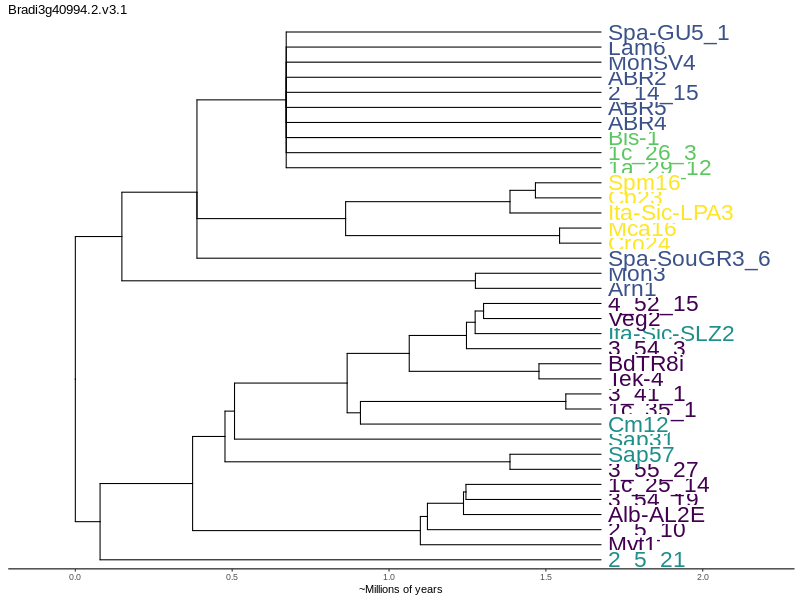 Bradi3g40994.2.v3.1
Spa-GU5_1
Lam6
MonSV4
ABR2
2_14_15
ABR5
ABR4
Bis-1
1c_26_3
1a_29_12
Spm16
Cb23
Ita-Sic-LPA3
Mca16
Cro24
Spa-SouGR3_6
Mon3
Arn1
4_52_15
Veg2
Ita-Sic-SLZ2
3_54_3
BdTR8i
Tek-4
3_41_1
1c_35_1
Cm12
Sap31
Sap57
3_55_27
1c_25_14
3_54_19
Alb-AL2E
2_5_10
Mvt1
2_5_21
0.0 0.5 1.0 1.5 2.0
~Millions of years